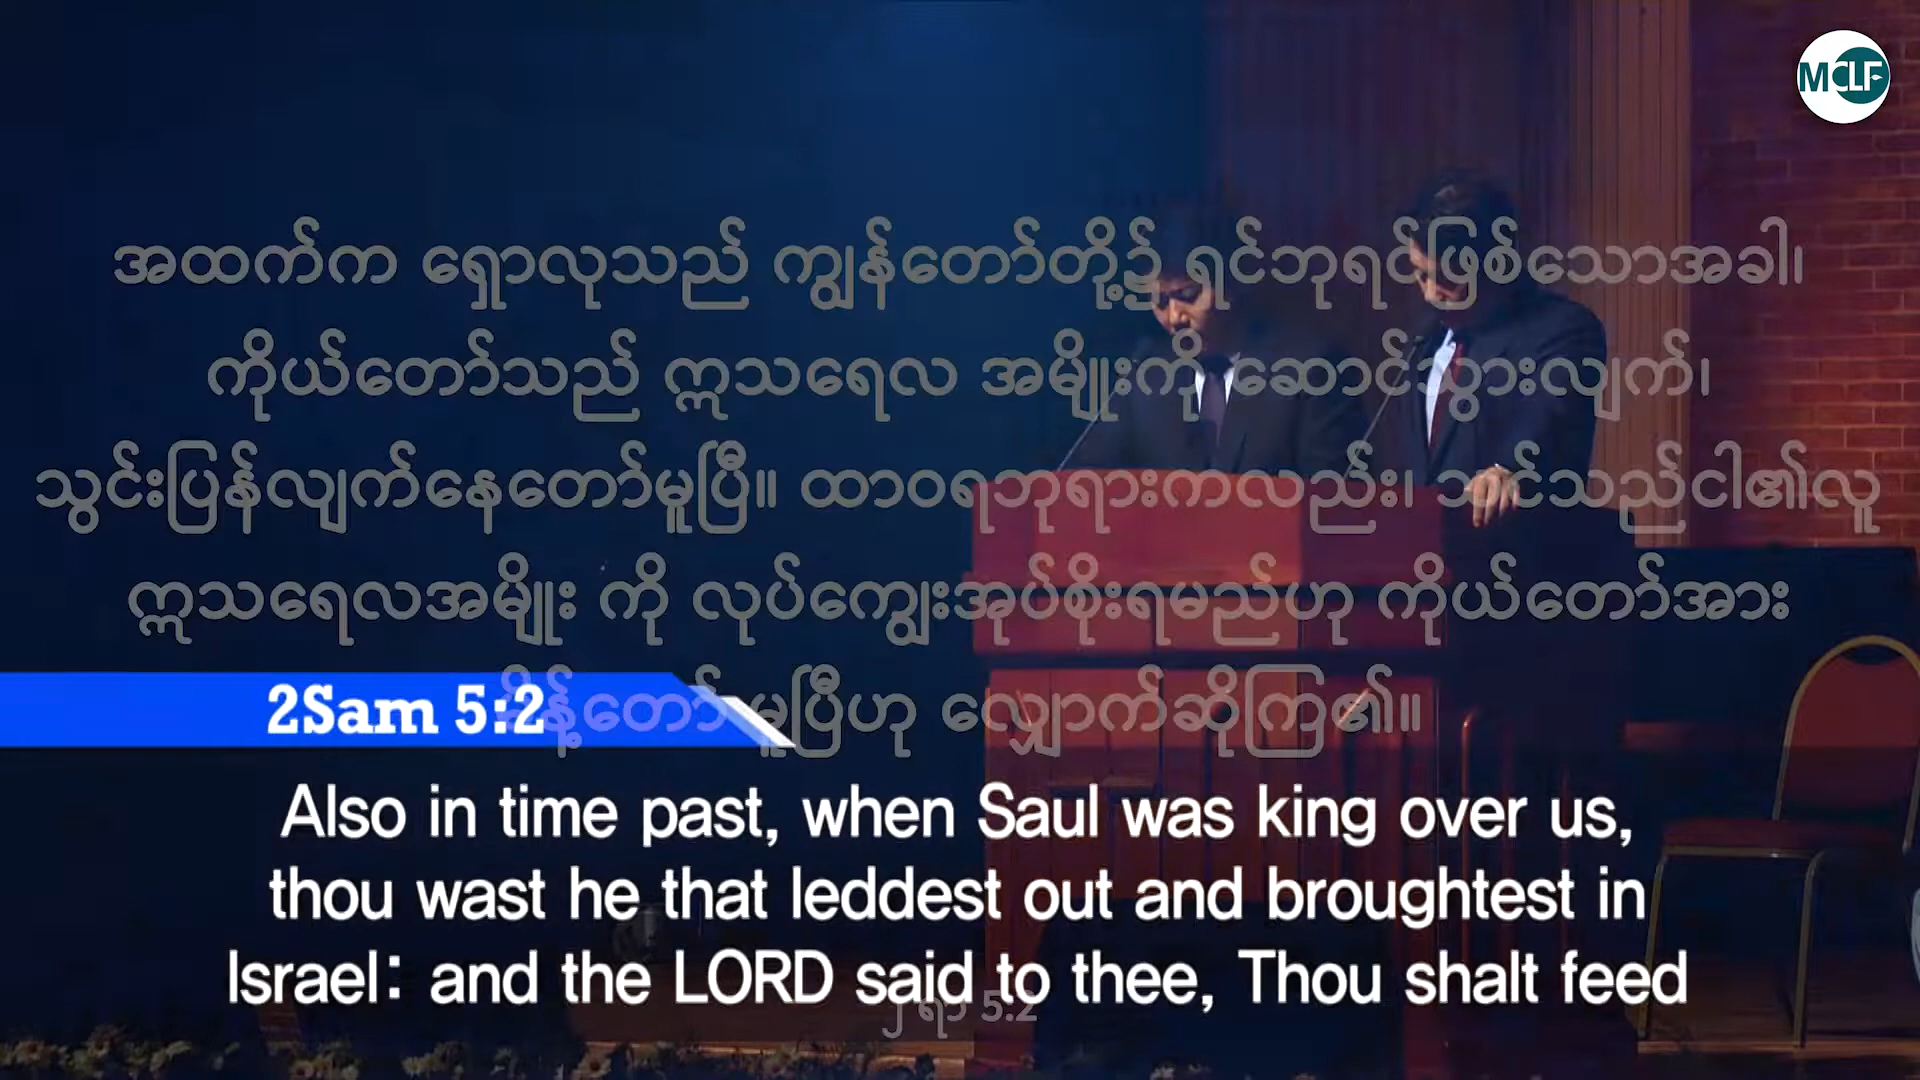 MCLF
အထက်က ရှောလုသည် ကျွန်တော်တို့၌ ရှင်ဘုရင်ဖြစ်သောအခါ၊
ကိုယ်တော်သည် ဣသရေလ အမျိုးကို ဆောင်သွားလျက်၊
သွင်းပြန်လျက်နေတော်မူပြီ။ ထာဝရဘုရားကလည်း၊ သင်သည်ငါ၏လူ
ဣသရေလအမျိုး ကို လုပ်ကျွေးအုပ်စိုးရမည်ဟု ကိုယ်တော်အား
မိန့်တော် မူပြီဟု လျှောက်ဆိုကြ၏။
2Sam 5:2
Also in time past, when Saul was king over us,
thou wast he that leddest out and broughtest in
Israel: and the LORD said to thee, Thou shalt feed
၂ ရာ 5:2